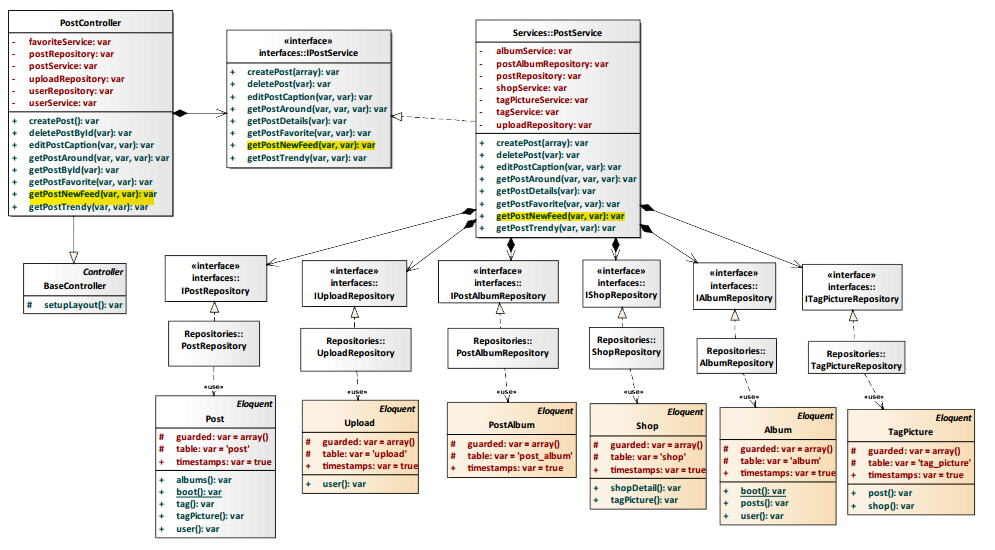 PostController
- favoriteService: var
- postRepository: var
- postService: var
- uploadRepository: var
- userRepository: var
- userService: var
+ createPost(): var
+ deletePostById(var): var
+ editPostCaption(var, var): var
+ getPostAround(var, var, var): var
+ getPostById(var): var
+ getPostFavorite(var, var): var
+ getPostNewFeed(var, var): var
+ getPostTrendy(var, var): var
«interface»
interfaces::IPostService
+ createPost(array): var
+ deletePost(var): var
+ editPostCaption(var, var): var
+ getPostAround(var, var, var): var
+ getPostDetails(var): var
+ getPostFavorite(var, var): var
+ getPostNewFeed(var, var): var
+ getPostTrendy(var, var): var
Services::PostService
- albumService: var
- postAlbumRepository: var
- postRepository: var
- shopService: var
- tagPictureService: var
- tagService: var
- uploadRepository: var
+ createPost(array): var
+ deletePost(var): var
+ editPostCaption(var, var): var
+ getPostAround(var, var, var): var
+ getPostDetails(var): var
+ getPostFavorite(var, var): var
+ getPostNewFeed(var, var): var
+ getPostTrendy(var, var): var
Controller
BaseController
# setupLayout(): var
«interface»
interfaces::
IPostRepository
«interface»
interfaces::
IUploadRepository
«interface»
interfaces::
IPostAlbumRepository
«interface»
interfaces::
IShopRepository
«interface»
interfaces::
IAlbumRepository
«interface»
interfaces::
ITagPictureRepository
Repositories::
PostRepository
Repositories::
UploadRepository
Repositories::
PostAlbumRepository
Repositories::
ShopRepository
Repositories::
AlbumRepository
Repositories::
TagPictureRepository
«use»
«use»
«use»
«use»
«use»
«use»
Eloquent
Post
# guarded: var = array()
# table: var = 'post'
+ timestamps: var = true
+ albums(): var
+ boot(): var
+ tag(): var
+ tagPicture(): var
+ user(): var
Eloquent
Upload
# guarded: var = array()
# table: var = 'upload'
+ timestamps: var = true
+ user(): var
Eloquent
PostAlbum
# guarded: var = array()
# table: var = 'post_album'
+ timestamps: var = true
Eloquent
Shop
# guarded: var = array()
# table: var = 'shop'
+ timestamps: var = true
+ shopDetail(): var
+ tagPicture(): var
Eloquent
Album
# guarded: var = array()
# table: var = 'album'
+ timestamps: var = true
+ boot(): var
+ posts(): var
+ user(): var
Eloquent
TagPicture
# guarded: var = array()
# table: var = 'tag_picture'
+ timestamps: var = true
+ post(): var
+ shop(): var